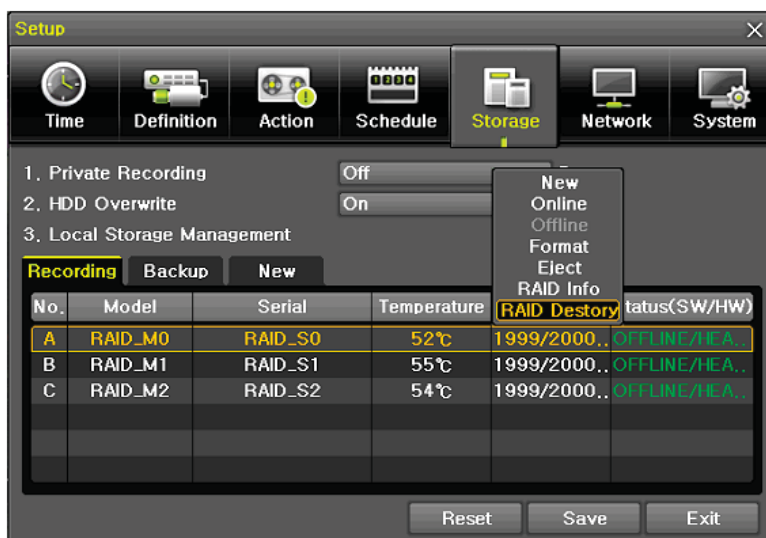 Setup
Time Definition Action Schedule Storage Network System
1. Private Recording Off
2. HDD Overwrite On
3. Local Storage Management
New
Online
Offline
Format
Eject
RAID Info
RAID Destory
Recording Backup New
No. Model Serial Temperature tatus(SW/HW)
A RAID_M0 RAID_S0 52℃ 1999/2000.. OFFLINE/HEA..
B RAID_M1 RAID_S1 55℃ 1999/2000.. OFFLINE/HEA..
C RAID_M2 RAID_S2 54℃ 1999/2000.. OFFLINE/HEA..
Reset Save Exit